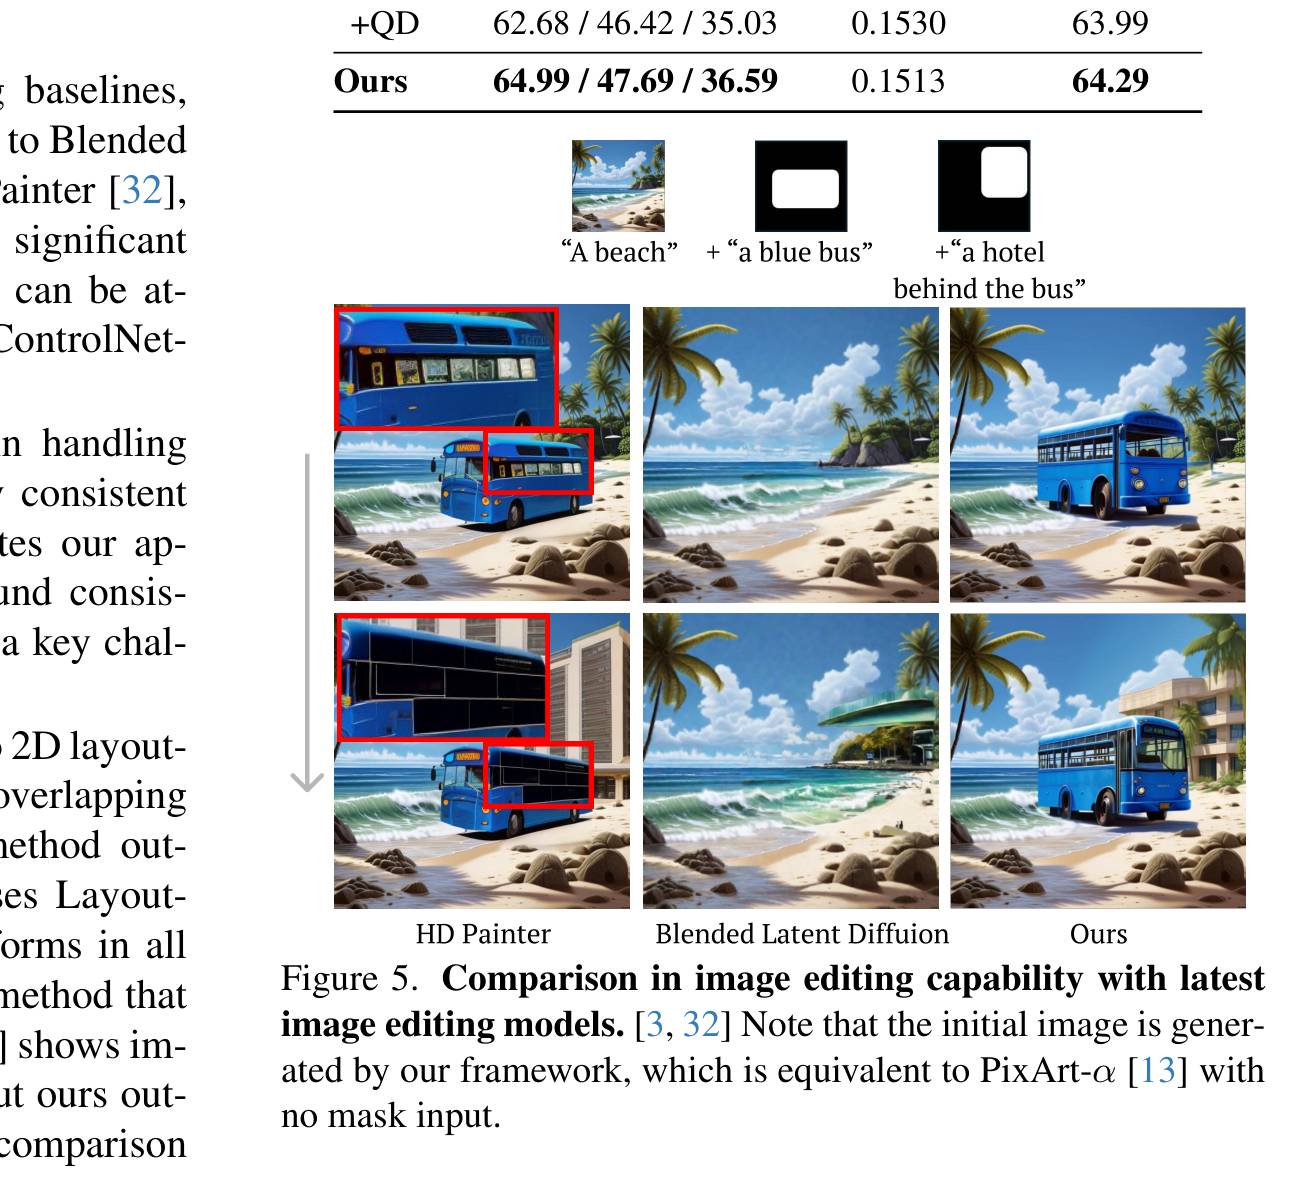 +QD 62.68 / 46.42 / 35.03 0.1530 63.99
Ours 64.99 / 47.69 / 36.59 0.1513 64.29
baselines,
to Blended
ainter [32],
significant
can be at-
ControlNet-
handling
consistent
tes our ap-
und consis-
a key chal-
2D layout-
overlapping
method out-
ses Layout-
forms in all
method that
] shows im-
ut ours out-
comparison
“A beach”
+ “a blue bus”
+“a hotel
behind the bus”
HD Painter
Blended Latent Diffuion
Ours
Figure 5. Comparison in image editing capability with latest
image editing models. [3, 32] Note that the initial image is gener-
ated by our framework, which is equivalent to PixArt-α [13] with
no mask input.